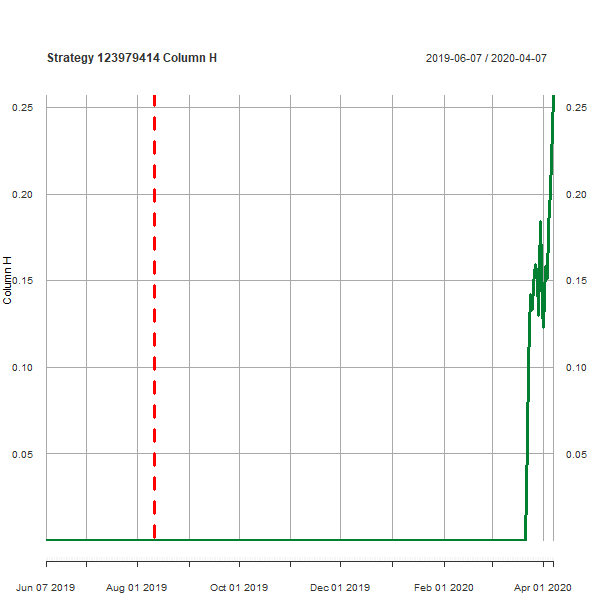 Strategy 123979414 Column H
2019-06-07 / 2020-04-07
0.25
0.20
0.15
0.10
0.05
Column H
0.25
0.20
0.15
0.10
0.05
Jun 07 2019
Aug 01 2019
Oct 01 2019
Dec 01 2019
Feb 01 2020
Apr 01 2020